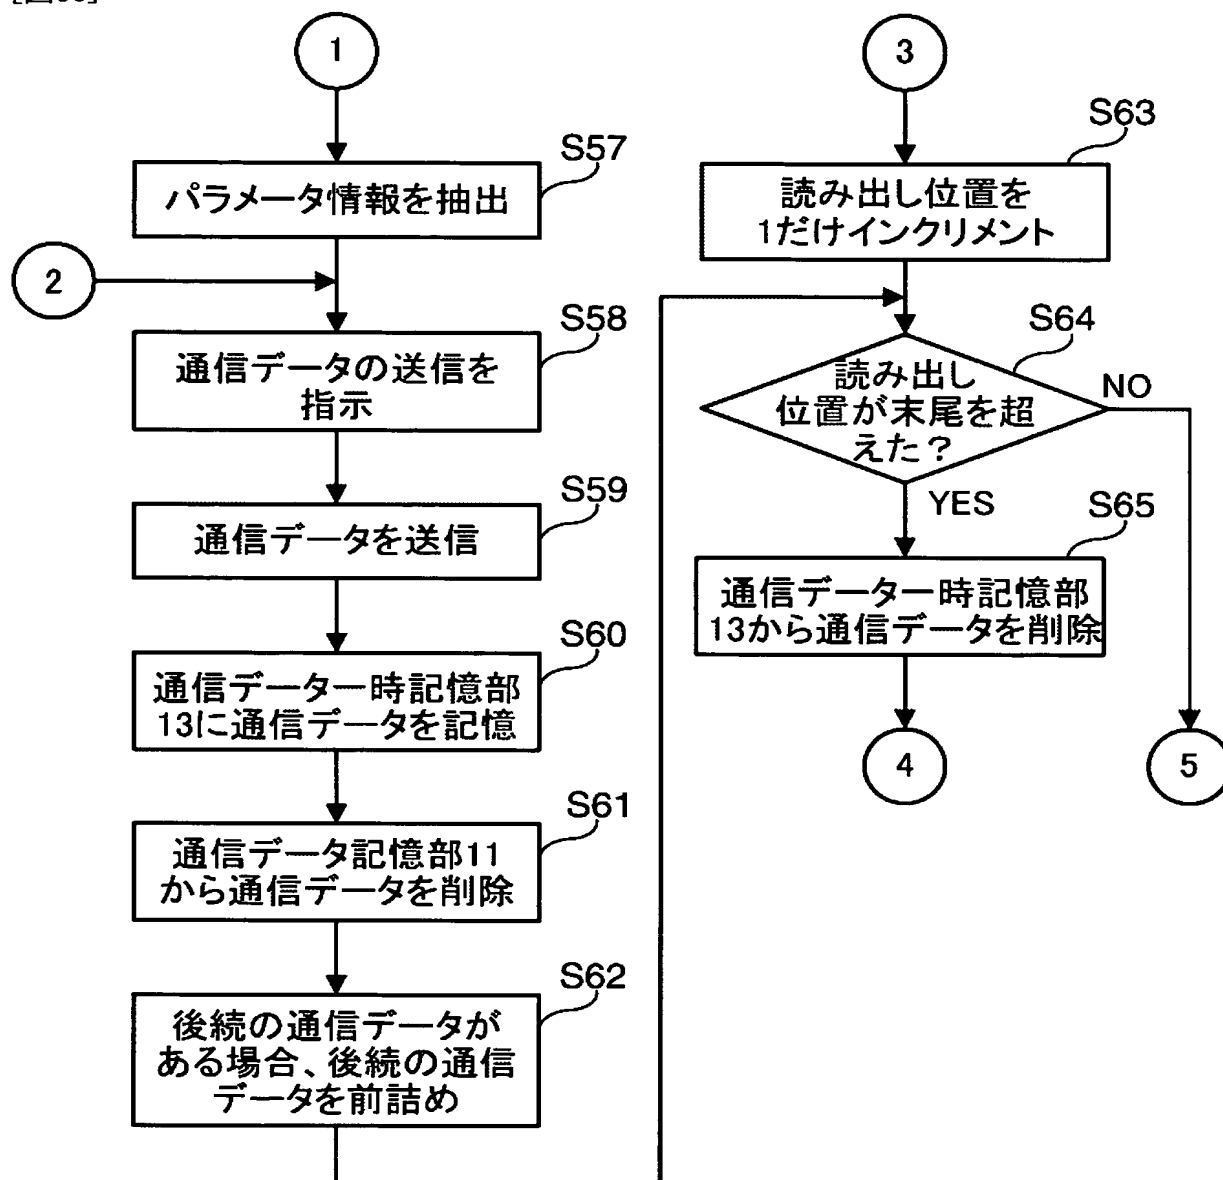 1
S57
パラメータ情報を抽出
2
S58
通信データの送信を
指示
S59
通信データを送信
S60
通信データ一時記憶部
13に通信データを記憶
S61
通信データ記憶部11
から通信データを削除
S62
後続の通信データが
ある場合、後続の通信
データを前詰め
3
S63
読み出し位置を
1だけインクリメント
S64
読み出し
位置が末尾を超
えた？
NO
YES
S65
通信データ一時記憶部
13から通信データを削除
4
5